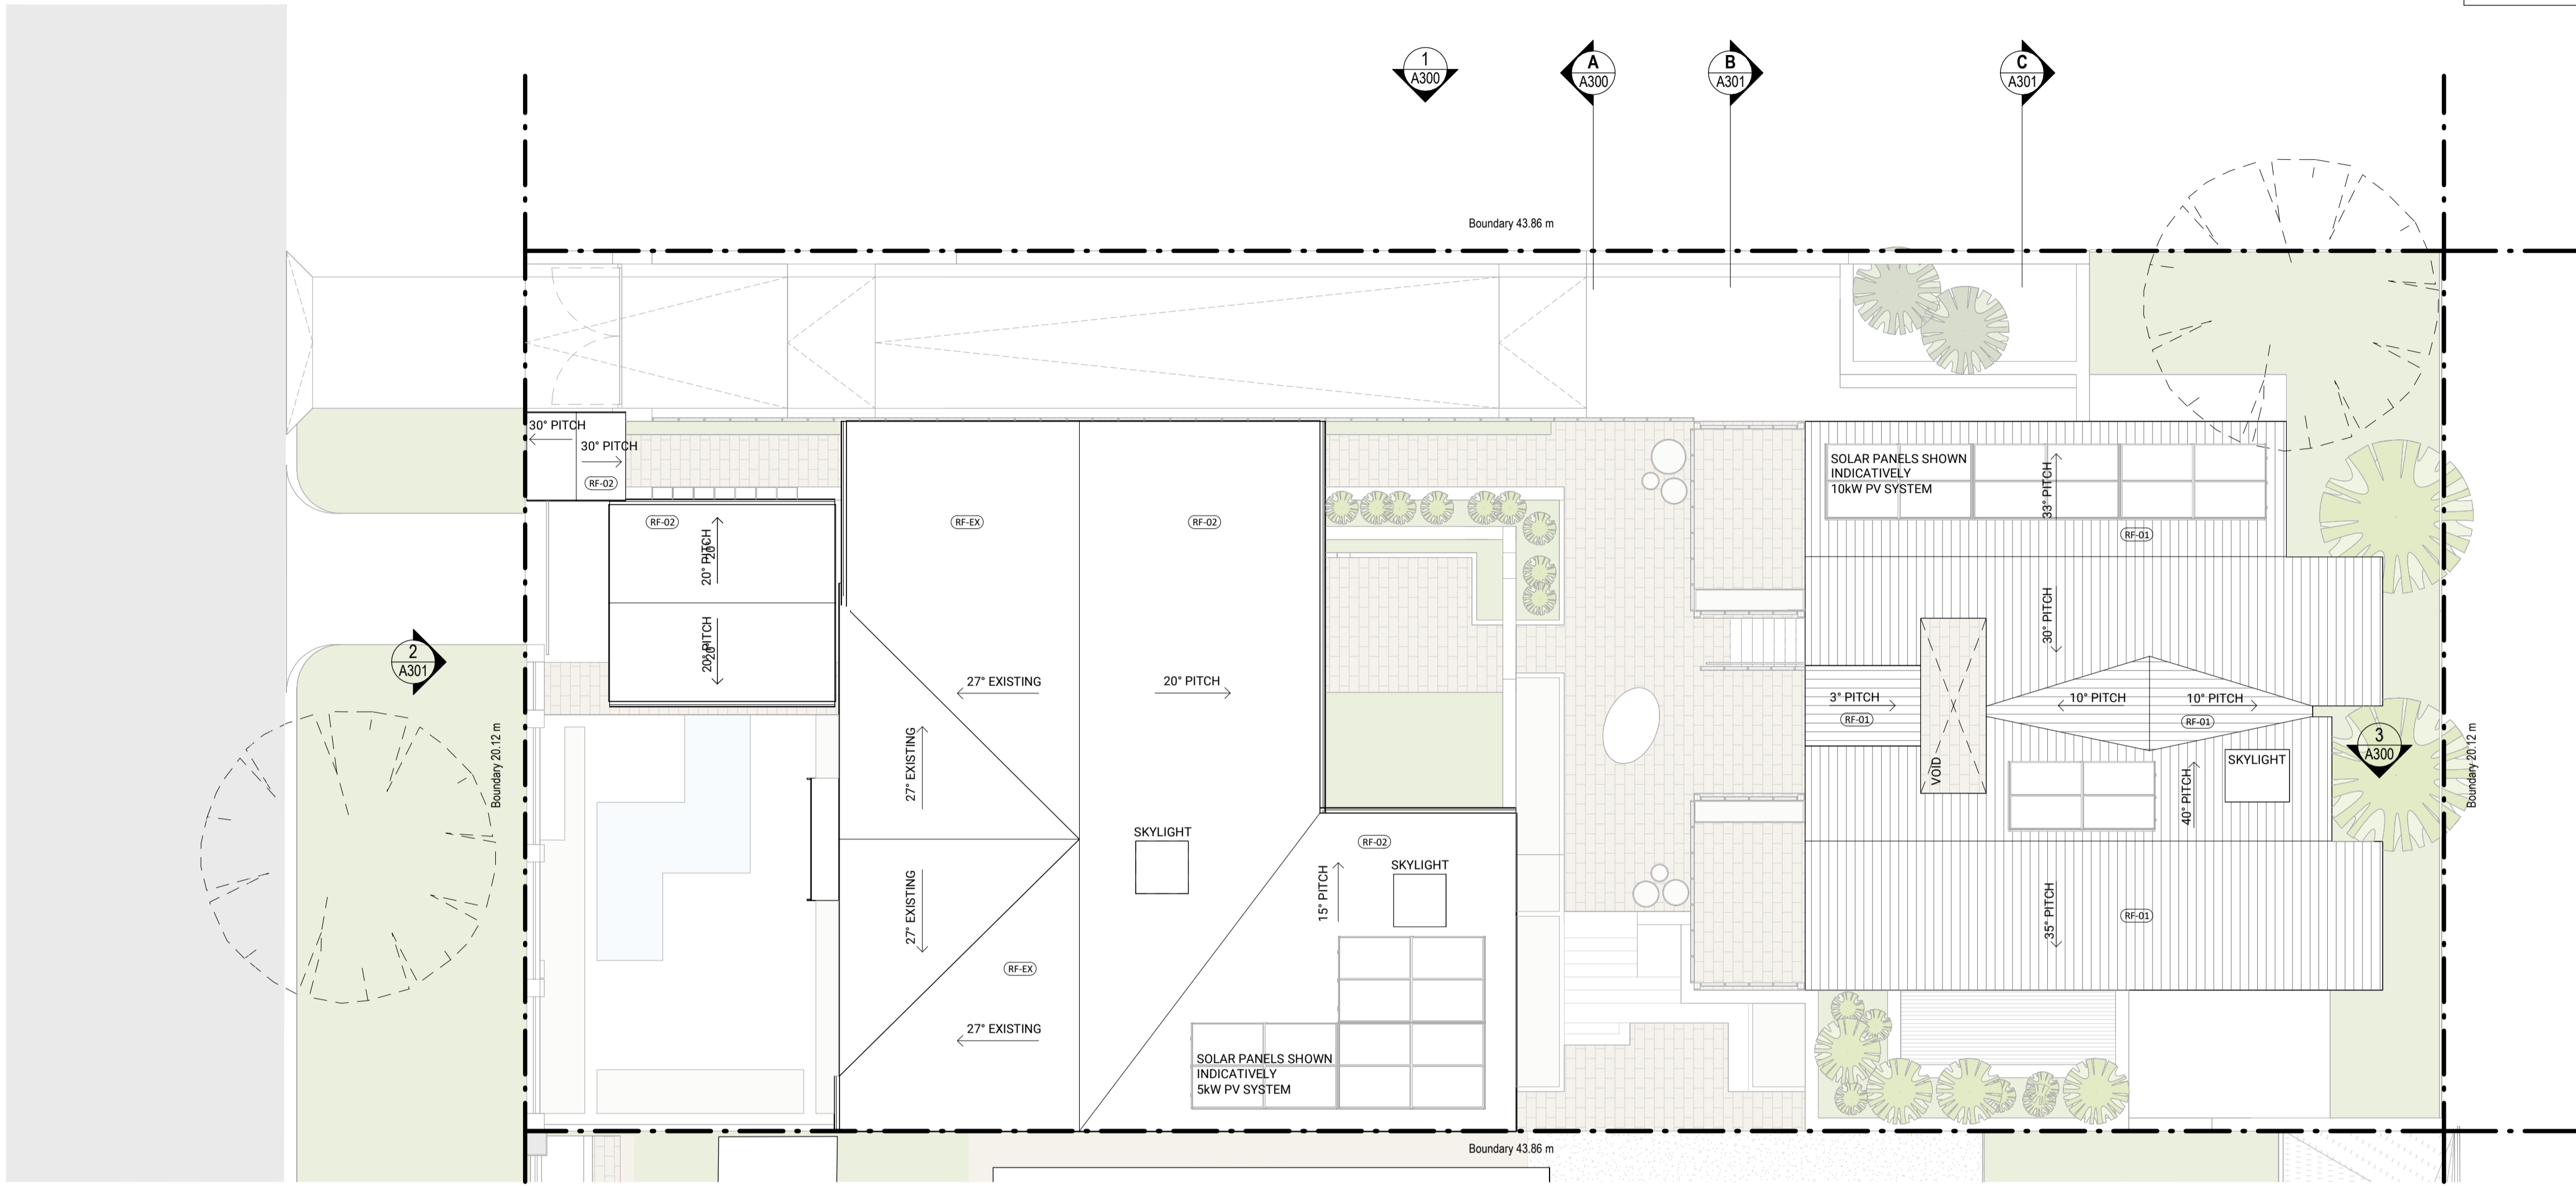 1
A300
A
A300
B
A301
C
A301
Boundary 43.86 m
30° PITCH
30° PITCH
RF-02
RF-02
20° PITCH
20°
20° PITCH
20°
RF-EX
RF-02
27° EXISTING
20° PITCH
27° EXISTING
27° EXISTING
SKYLIGHT
RF-EX
27° EXISTING
RF-02
SKYLIGHT
15° PITCH
SOLAR PANELS SHOWN
INDICATIVELY
5kW PV SYSTEM
2
A301
Boundary 20.12 m
SOLAR PANELS SHOWN
INDICATIVELY
10kW PV SYSTEM
33° PITCH
RF-01
30° PITCH
3° PITCH
RF-01
10° PITCH
10° PITCH
RF-01
VOID
SKYLIGHT
40° PITCH
35° PITCH
RF-01
3
A300
Boundary 20.12 m
Boundary 43.86 m